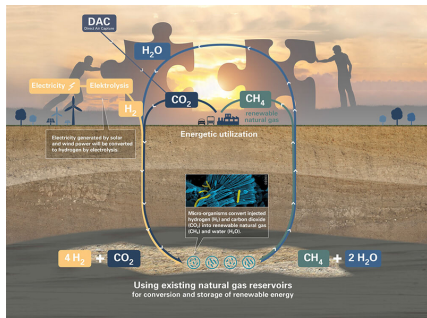 DAC
Direct Air Capture
H₂O
Electricity
Elektrolysis
H₂
CO₂
CH₄
renewable
natural gas
Energetic utilization
Electricity generated by solar
and wind power will be converted
to hydrogen by electrolysis.
Micro-organisms convert injected
hydrogen (H₂) and carbon dioxide
(CO₂) into renewable natural gas
(CH₄) and water (H₂O).
4 H₂ + CO₂
CH₄ + 2 H₂O
Using existing natural gas reservoirs
for conversion and storage of renewable energy